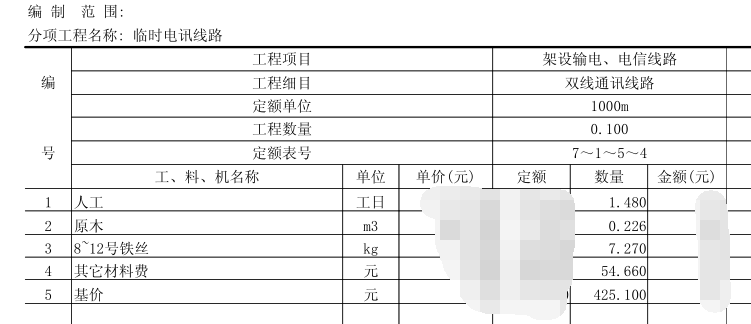 编 制 范 围:
分项工程名称: 临时电讯线路
编号
工程项目 架设输电、电信线路
工程细目 双线通讯线路
定额单位 1000m
工程数量 0.100
定额表号 7～1～5～4
工、料、机名称 单位 单价(元) 定额 数量 金额(元)
1 人工 工日 1.480
2 原木 m3 0.226
3 8~12号铁丝 kg 7.270
4 其它材料费 元 54.660
5 基价 元 425.100